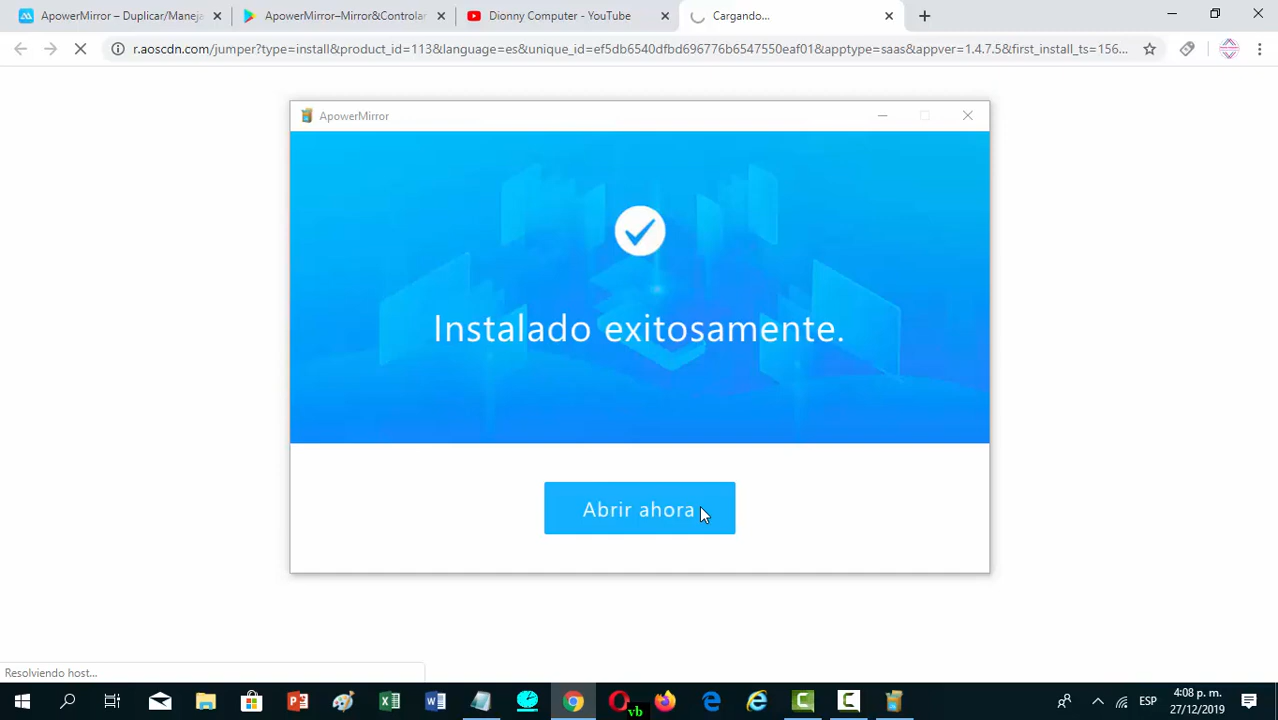 ApowerMirror – Duplicar/Maneja
ApowerMirror–Mirror&Controlar
Dionny Computer - YouTube
Cargando...
r.aoscdn.com/jumper?type=install&product_id=113&language=es&unique_id=ef5db6540dfbd696776b6547550eaf01&apptype=saas&appver=1.4.7.5&first_install_ts=156...
ApowerMirror
Instalado exitosamente.
Abrir ahora
Resolviendo host...
vb
ESP
4:08 p. m.
27/12/2019